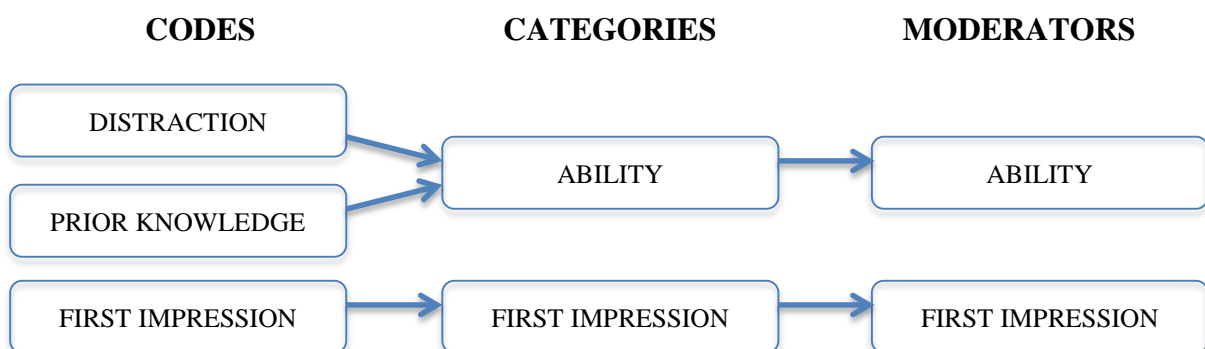 CODES
CATEGORIES
MODERATORS
DISTRACTION
PRIOR KNOWLEDGE
ABILITY
ABILITY
FIRST IMPRESSION
FIRST IMPRESSION
FIRST IMPRESSION